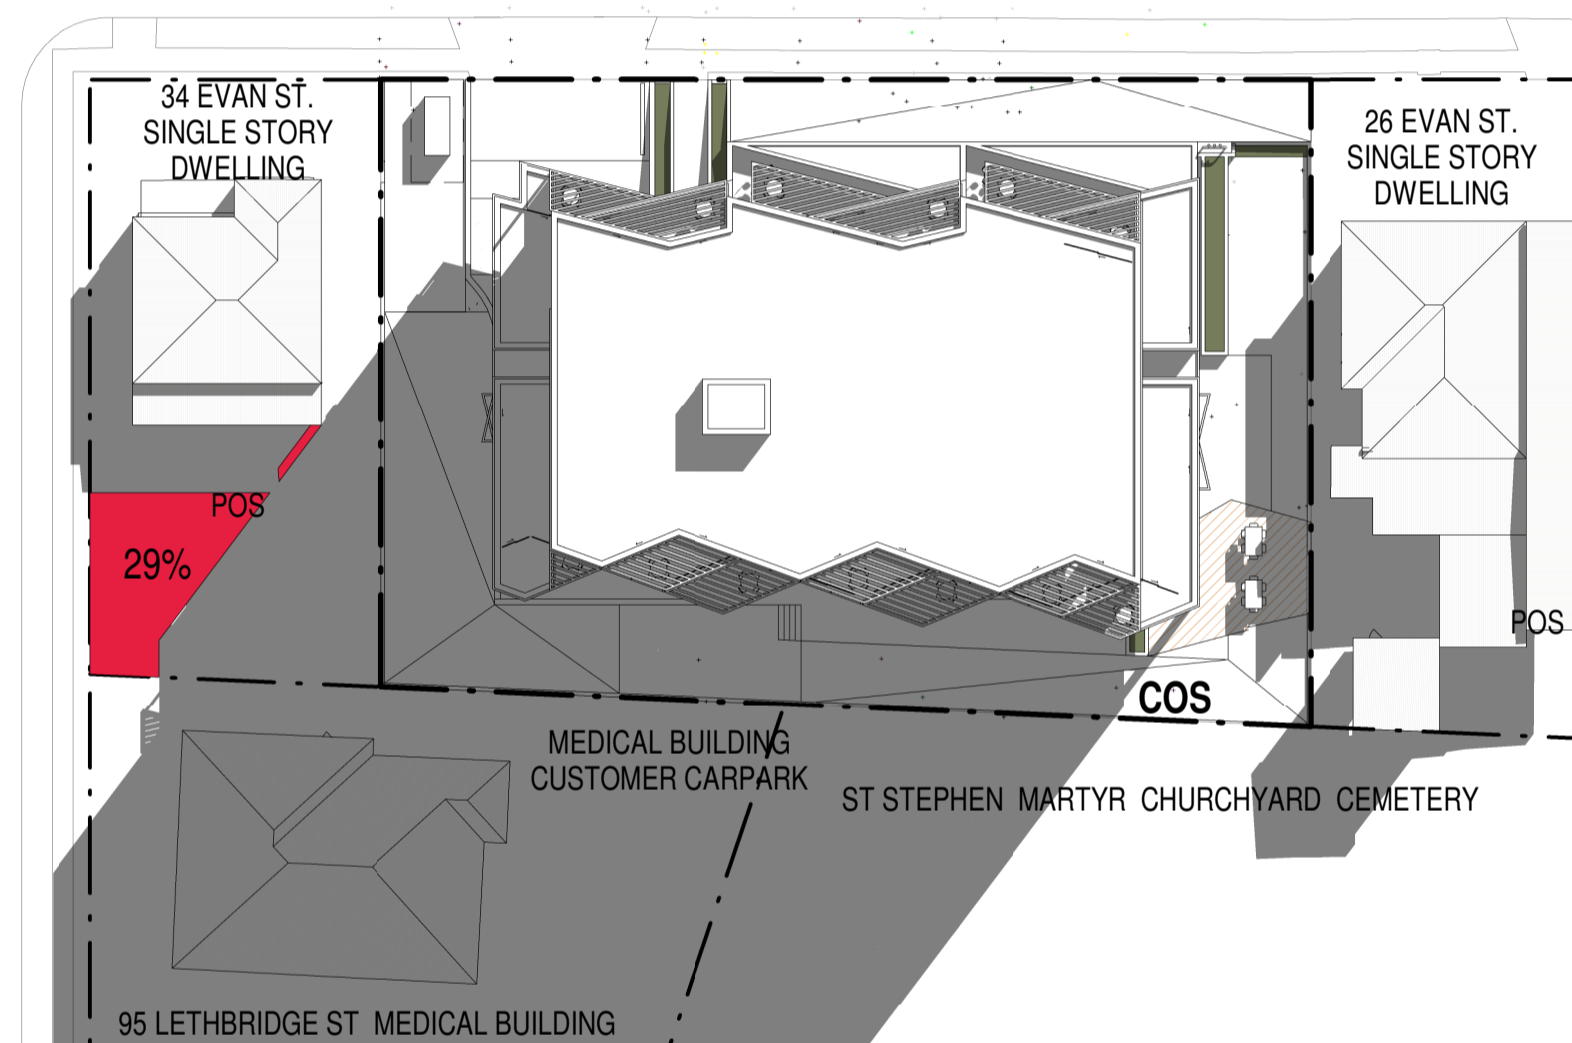 34 EVAN ST.
SINGLE STORY
DWELLING
26 EVAN ST.
SINGLE STORY
DWELLING
POS
29%
POS
COS
MEDICAL BUILDING
CUSTOMER CARPARK
ST STEPHEN MARTYR CHURCHYARD CEMETERY
95 LETHBRIDGE ST MEDICAL BUILDING